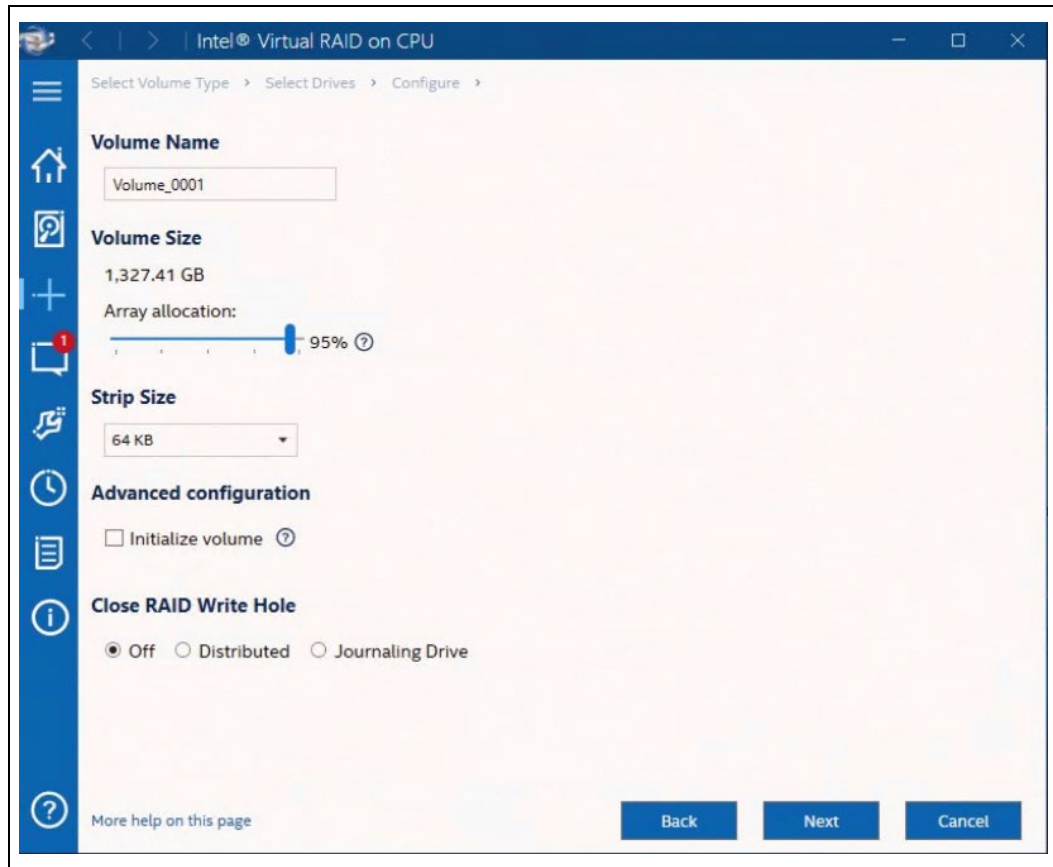 Intel® Virtual RAID on CPU
Select Volume Type > Select Drives > Configure >
Volume Name
Volume_0001
Volume Size
1,327.41 GB
Array allocation:
95% ?
1
Strip Size
64 KB
Advanced configuration
Initialize volume ?
Close RAID Write Hole
Off Distributed Journaling Drive
? More help on this page Back Next Cancel